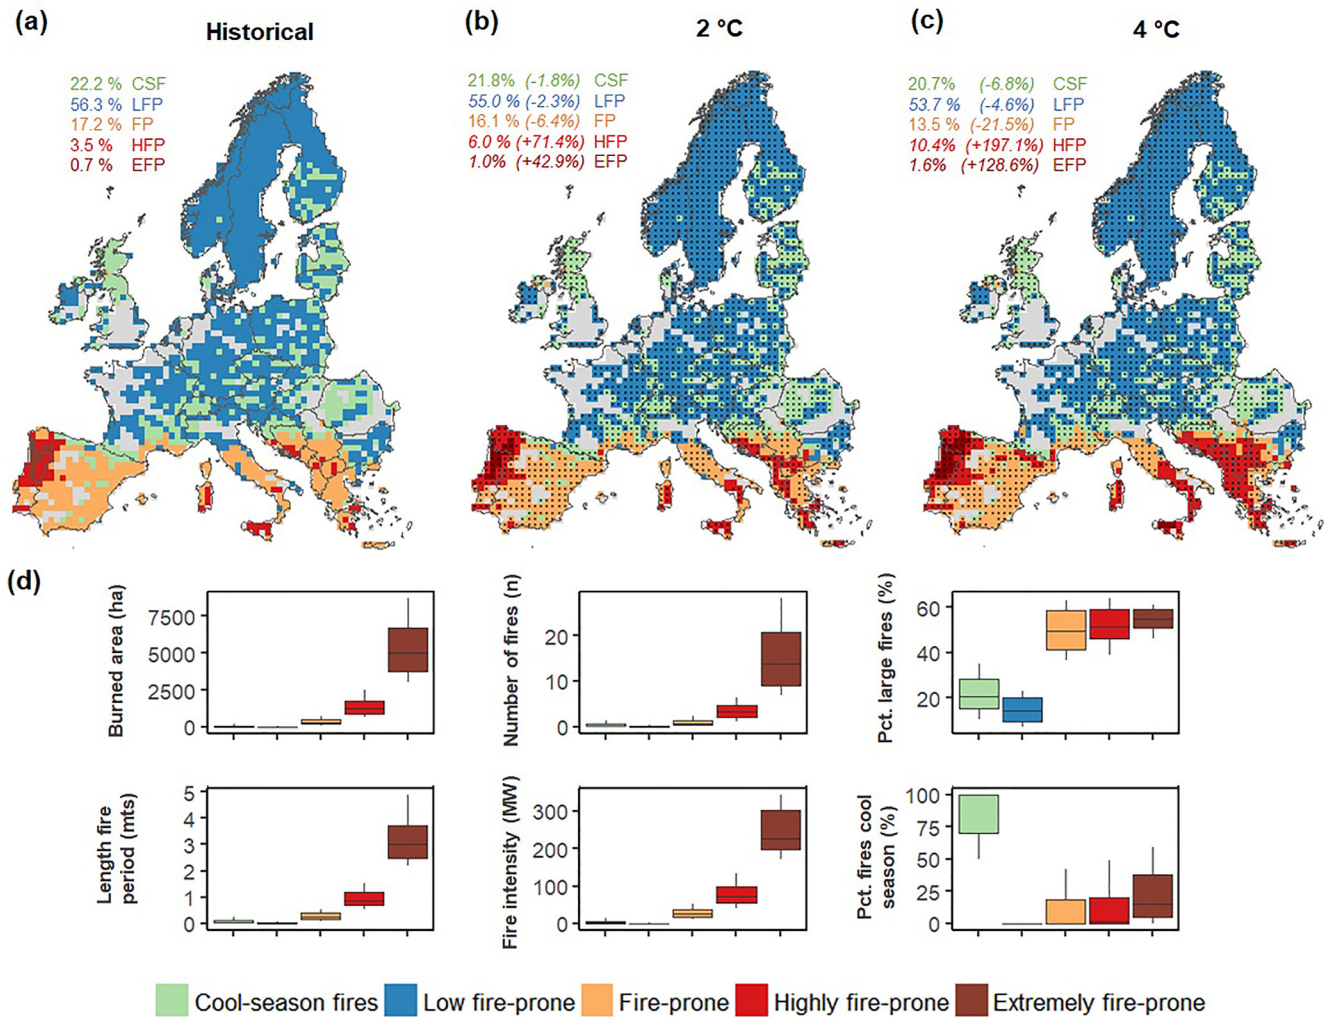 (a) Historical
22.2 % CSF
56.3 % LFP
17.2 % FP
3.5 % HFP
0.7 % EFP
(b) 2 °C
21.8% (-1.8%) CSF
55.0 % (-2.3%) LFP
16.1 % (-6.4%) FP
6.0 % (+71.4%) HFP
1.0% (+42.9%) EFP
(c) 4 °C
20.7% (-6.8%) CSF
53.7 % (-4.6%) LFP
13.5 % (-21.5%) FP
10.4% (+197.1%) HFP
1.6% (+128.6%) EFP
(d)
Burned area (ha)
7500
5000
2500
0
Number of fires (n)
20
10
0
Pct. large fires (%)
60
40
20
Length fire
period (mts)
5
4
3
2
1
0
Fire intensity (MW)
300
200
100
0
Pct. fires cool
season (%)
100
75
50
25
0
Cool-season fires Low fire-prone Fire-prone Highly fire-prone Extremely fire-prone